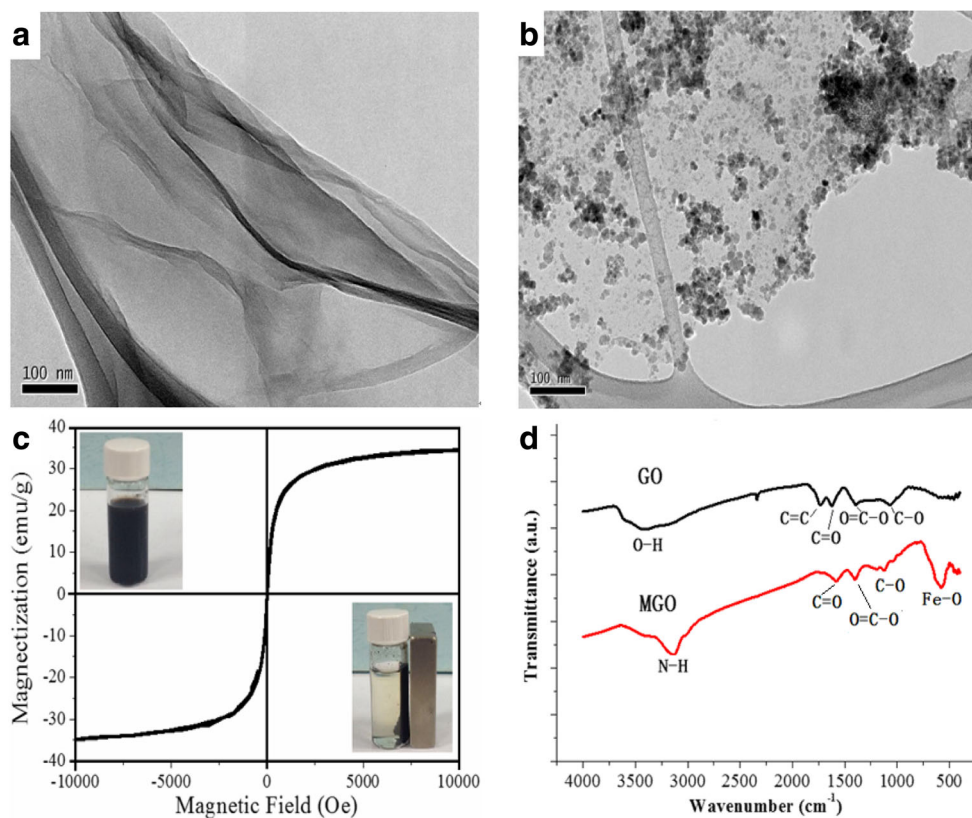 a
100 nm
b
100 nm
c
Magnectization (emu/g)
40
30
20
10
0
-10
-20
-30
-40
-10000
-5000
0
5000
10000
Magnetic Field (Oe)
d
Transmittance (a.u.)
GO
O-H
C=C
C=O
O=C-O
C-O
MGO
N-H
C=O
O=C-O
C-O
Fe-O
4000
3500
3000
2500
2000
1500
1000
500
Wavenumber (cm⁻¹)